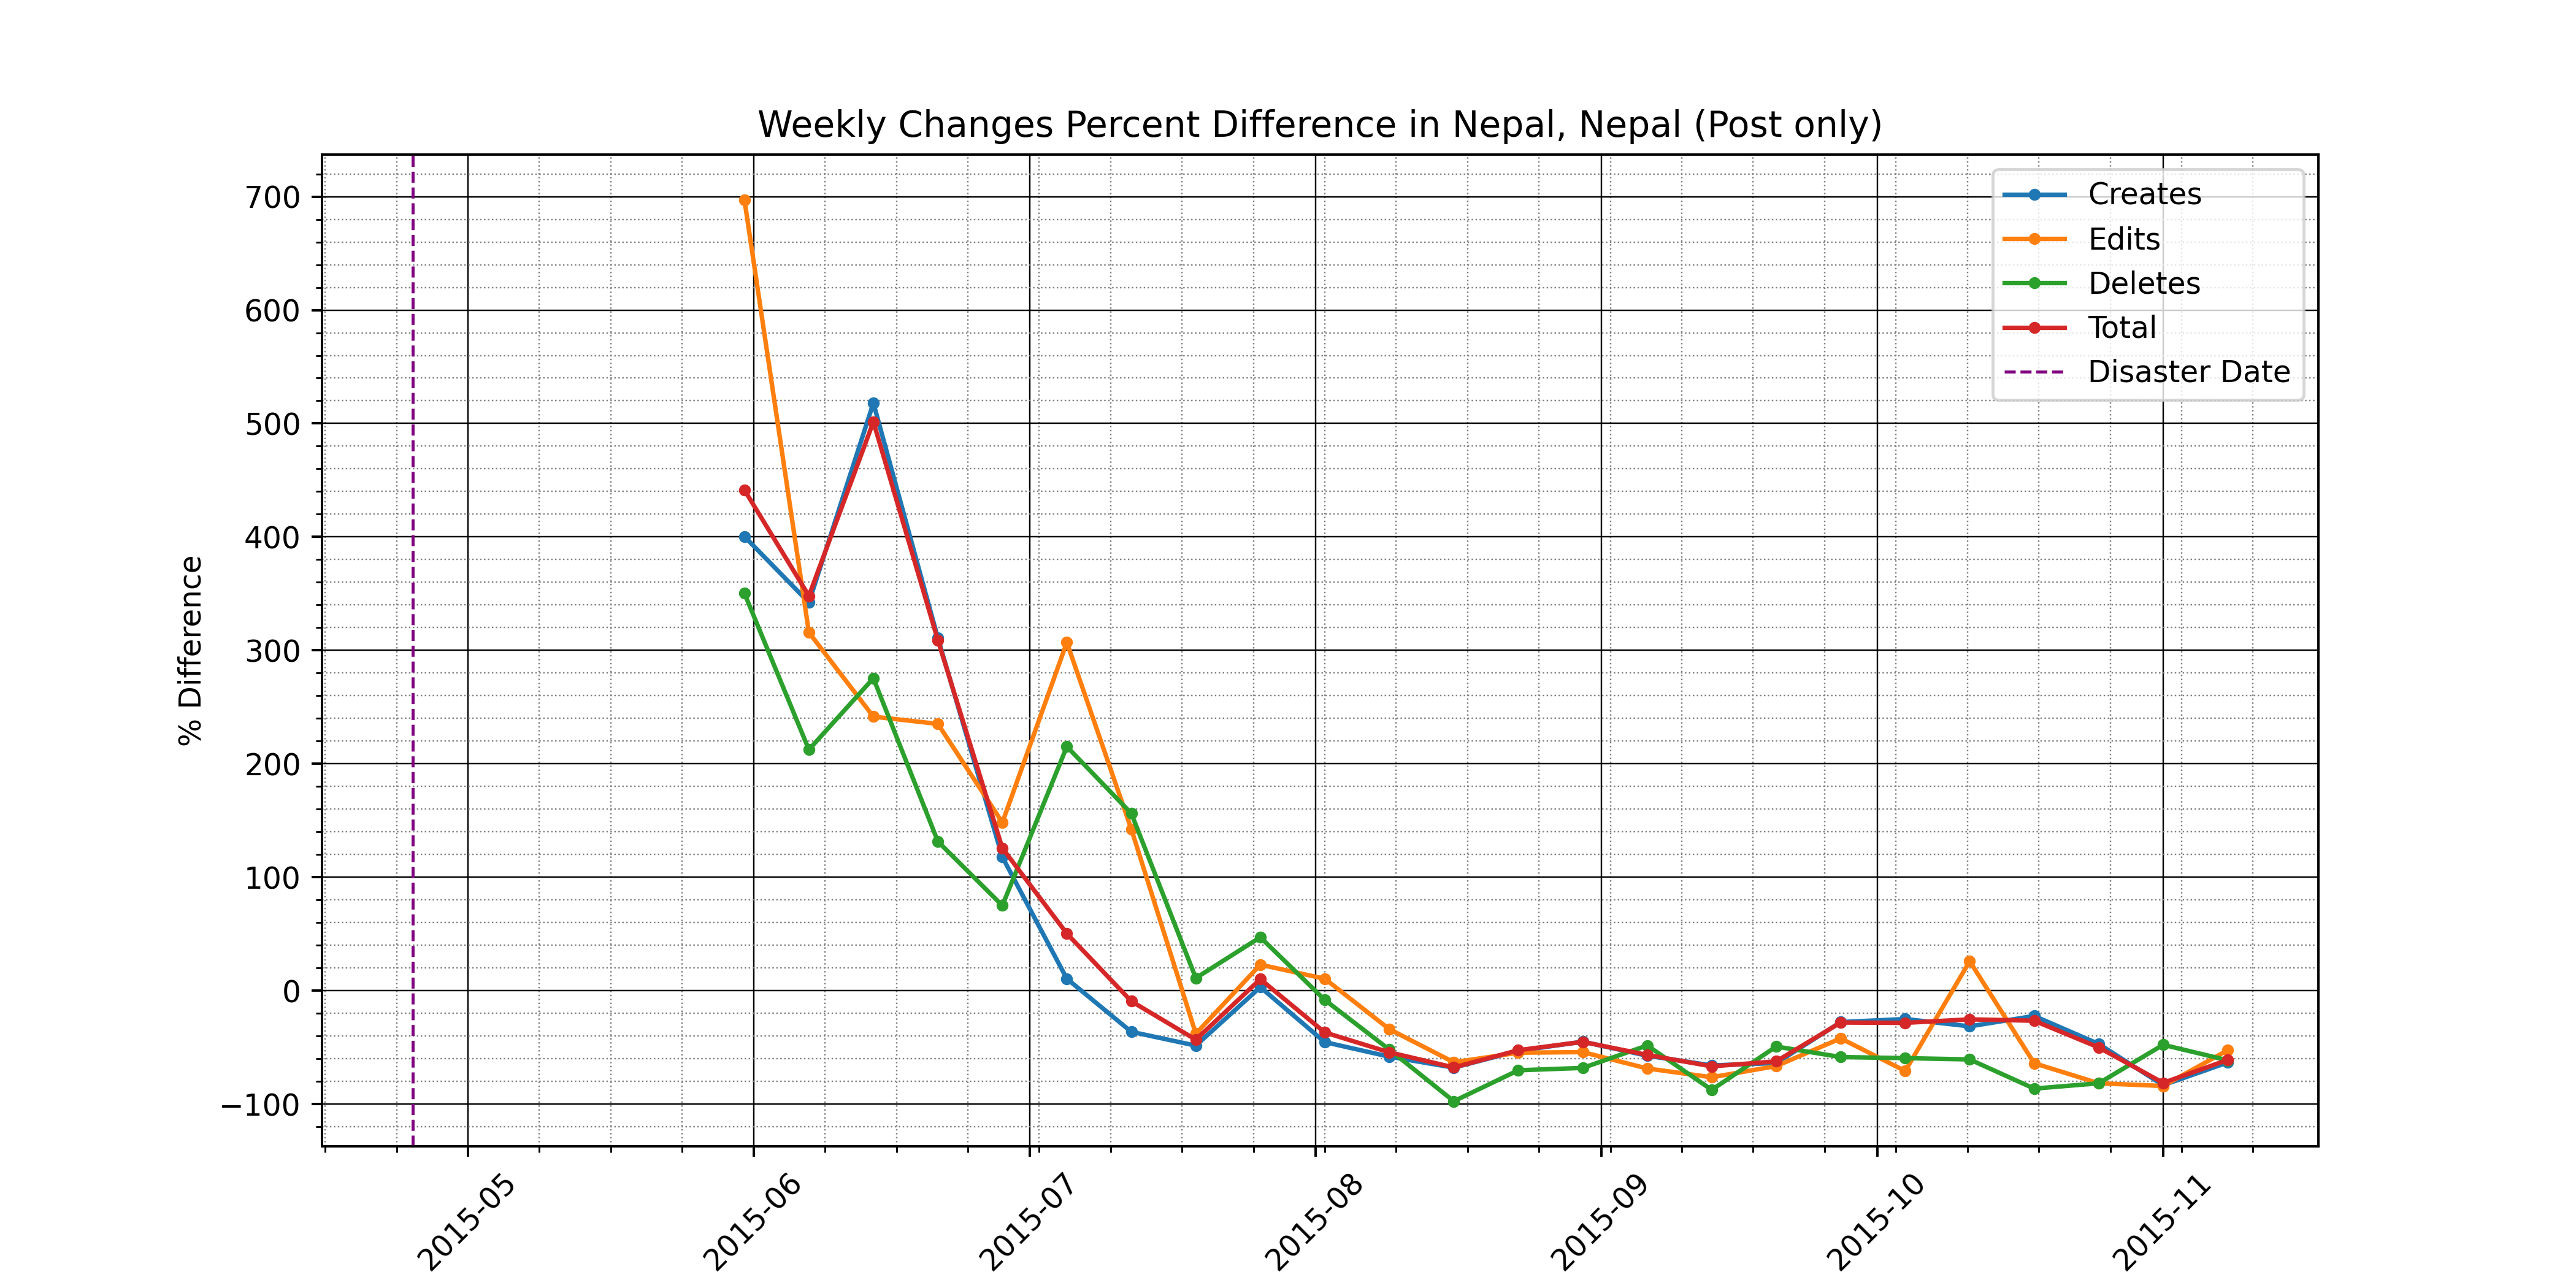 Weekly Changes Percent Difference in Nepal, Nepal (Post only)
% Difference
700
600
500
400
300
200
100
0
−100
Creates
Edits
Deletes
Total
Disaster Date
2015-05
2015-06
2015-07
2015-08
2015-09
2015-10
2015-11